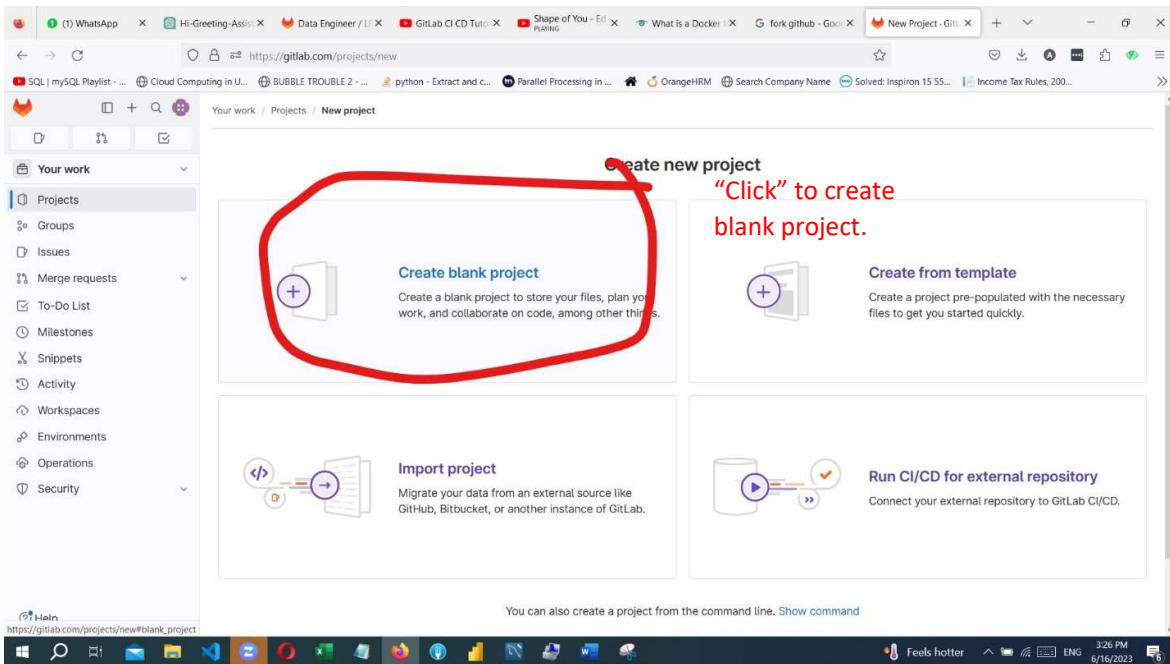 (1) WhatsApp
Hi-Greeting-Assis
Data Engineer / LF
GitLab CI CD Tuto
Shape of You - Ed
PLAYING
What is a Docker
fork github - Goog
New Project · GitL
https://gitlab.com/projects/new
SQL | mySQL Playlist - ...
Cloud Computing in U...
BUBBLE TROUBLE 2 - ...
python - Extract and c...
Parallel Processing in ...
OrangeHRM
Search Company Name
Solved: Inspiron 15 55...
Income Tax Rules, 200...
Your work / Projects / New project
Your work
Projects
Groups
Issues
Merge requests
To-Do List
Milestones
Snippets
Activity
Workspaces
Environments
Operations
Security
Help
Create new project
“Click” to create
blank project.
Create blank project
Create a blank project to store your files, plan your
work, and collaborate on code, among other things.
Create from template
Create a project pre-populated with the necessary
files to get you started quickly.
Import project
Migrate your data from an external source like
GitHub, Bitbucket, or another instance of GitLab.
Run CI/CD for external repository
Connect your external repository to GitLab CI/CD.
You can also create a project from the command line. Show command
https://gitlab.com/projects/new#blank_project
Feels hotter
ENG
3:26 PM
6/16/2023